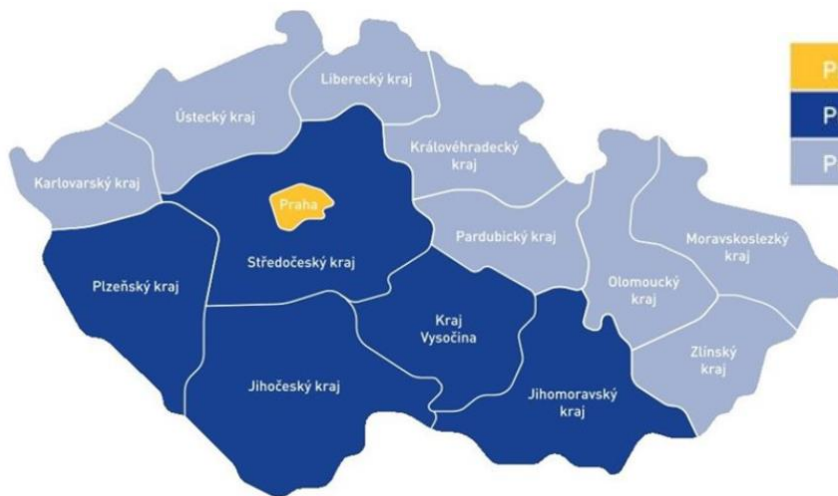 Liberecký kraj
Ústecký kraj
Královéhradecký
kraj
Karlovarský kraj
Praha
Pardubický kraj
Moravskoslezký
kraj
Středočeský kraj
Olomoucký
kraj
Plzeňský kraj
Kraj
Vysočina
Zlínský
kraj
Jihočeský kraj
Jihomoravský
kraj
P
P
P